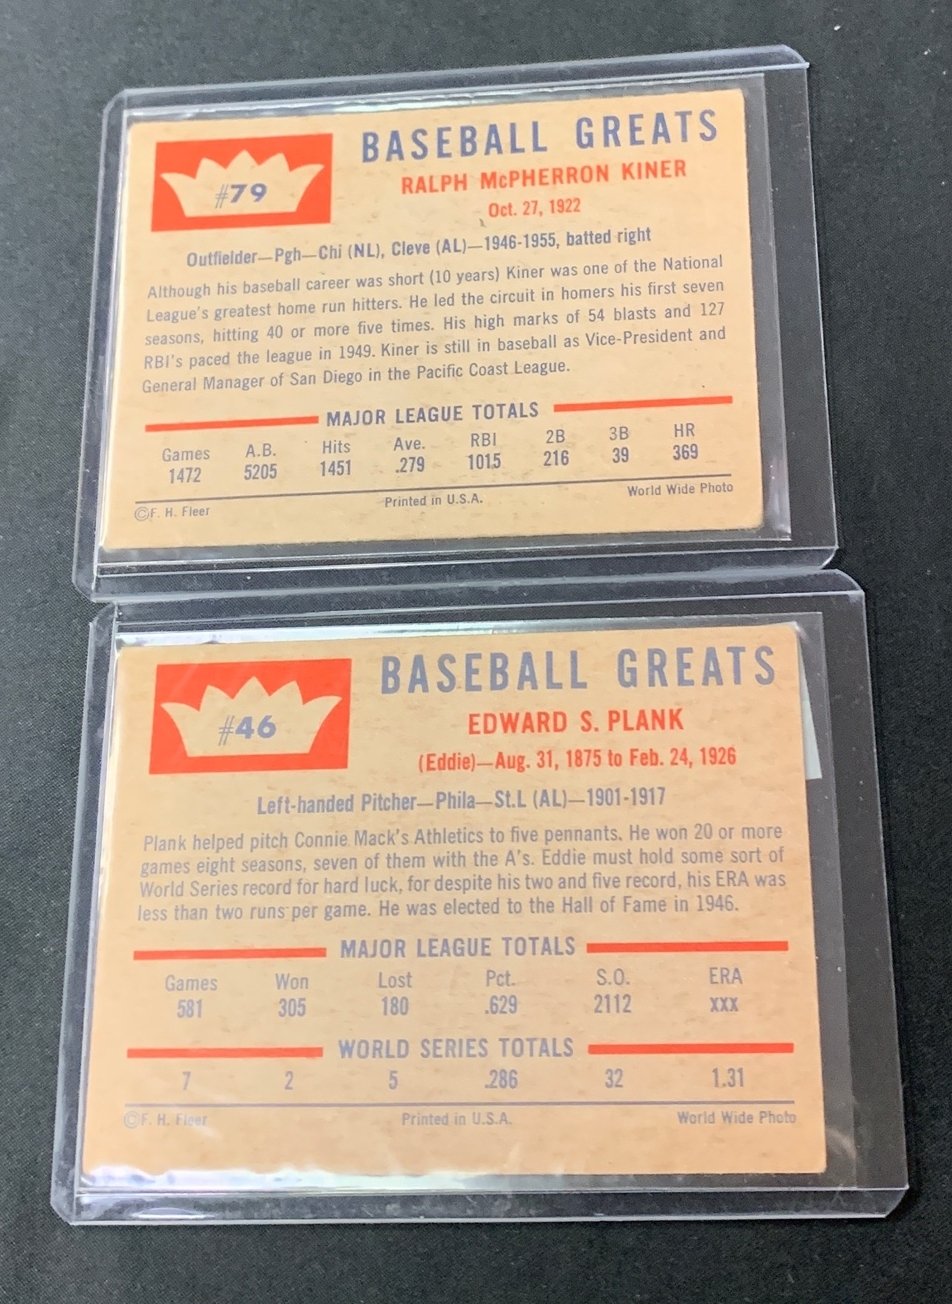 #79
BASEBALL GREATS
RALPH McPHERRON KINER
Oct. 27, 1922
Outfielder—Pgh—Chi (NL), Cleve (AL)—1946-1955, batted right
Although his baseball career was short (10 years) Kiner was one of the National
League's greatest home run hitters. He led the circuit in homers his first seven
seasons, hitting 40 or more five times. His high marks of 54 blasts and 127
RBI's paced the league in 1949. Kiner is still in baseball as Vice-President and
General Manager of San Diego in the Pacific Coast League.
MAJOR LEAGUE TOTALS
Games A.B. Hits Ave. RBI 2B 3B HR
1472 5205 1451 .279 1015 216 39 369
©F. H. Fleer Printed in U.S.A. World Wide Photo
#46
BASEBALL GREATS
EDWARD S. PLANK
(Eddie)—Aug. 31, 1875 to Feb. 24, 1926
Left-handed Pitcher—Phila—St.L (AL)—1901-1917
Plank helped pitch Connie Mack's Athletics to five pennants. He won 20 or more
games eight seasons, seven of them with the A's. Eddie must hold some sort of
World Series record for hard luck, for despite his two and five record, his ERA was
less than two runs per game. He was elected to the Hall of Fame in 1946.
MAJOR LEAGUE TOTALS
Games Won Lost Pct. S.O. ERA
581 305 180 .629 2112 XXX
WORLD SERIES TOTALS
7 2 5 .286 32 1.31
©F. H. Fleer Printed in U.S.A. World Wide Photo